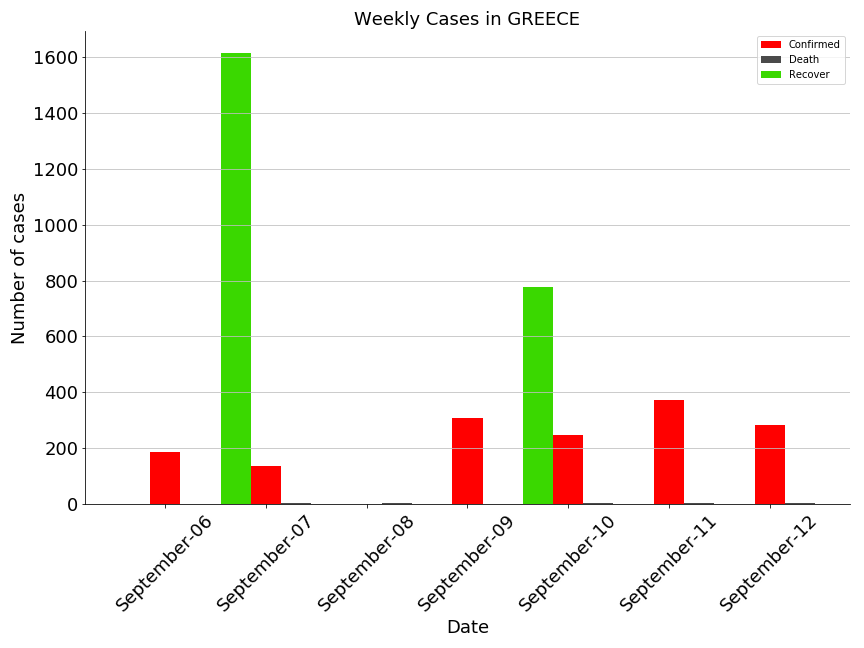 Weekly Cases in GREECE
Confirmed
Death
Recover
Number of cases
1600
1400
1200
1000
800
600
400
200
0
September-06
September-07
September-08
September-09
September-10
September-11
September-12
Date